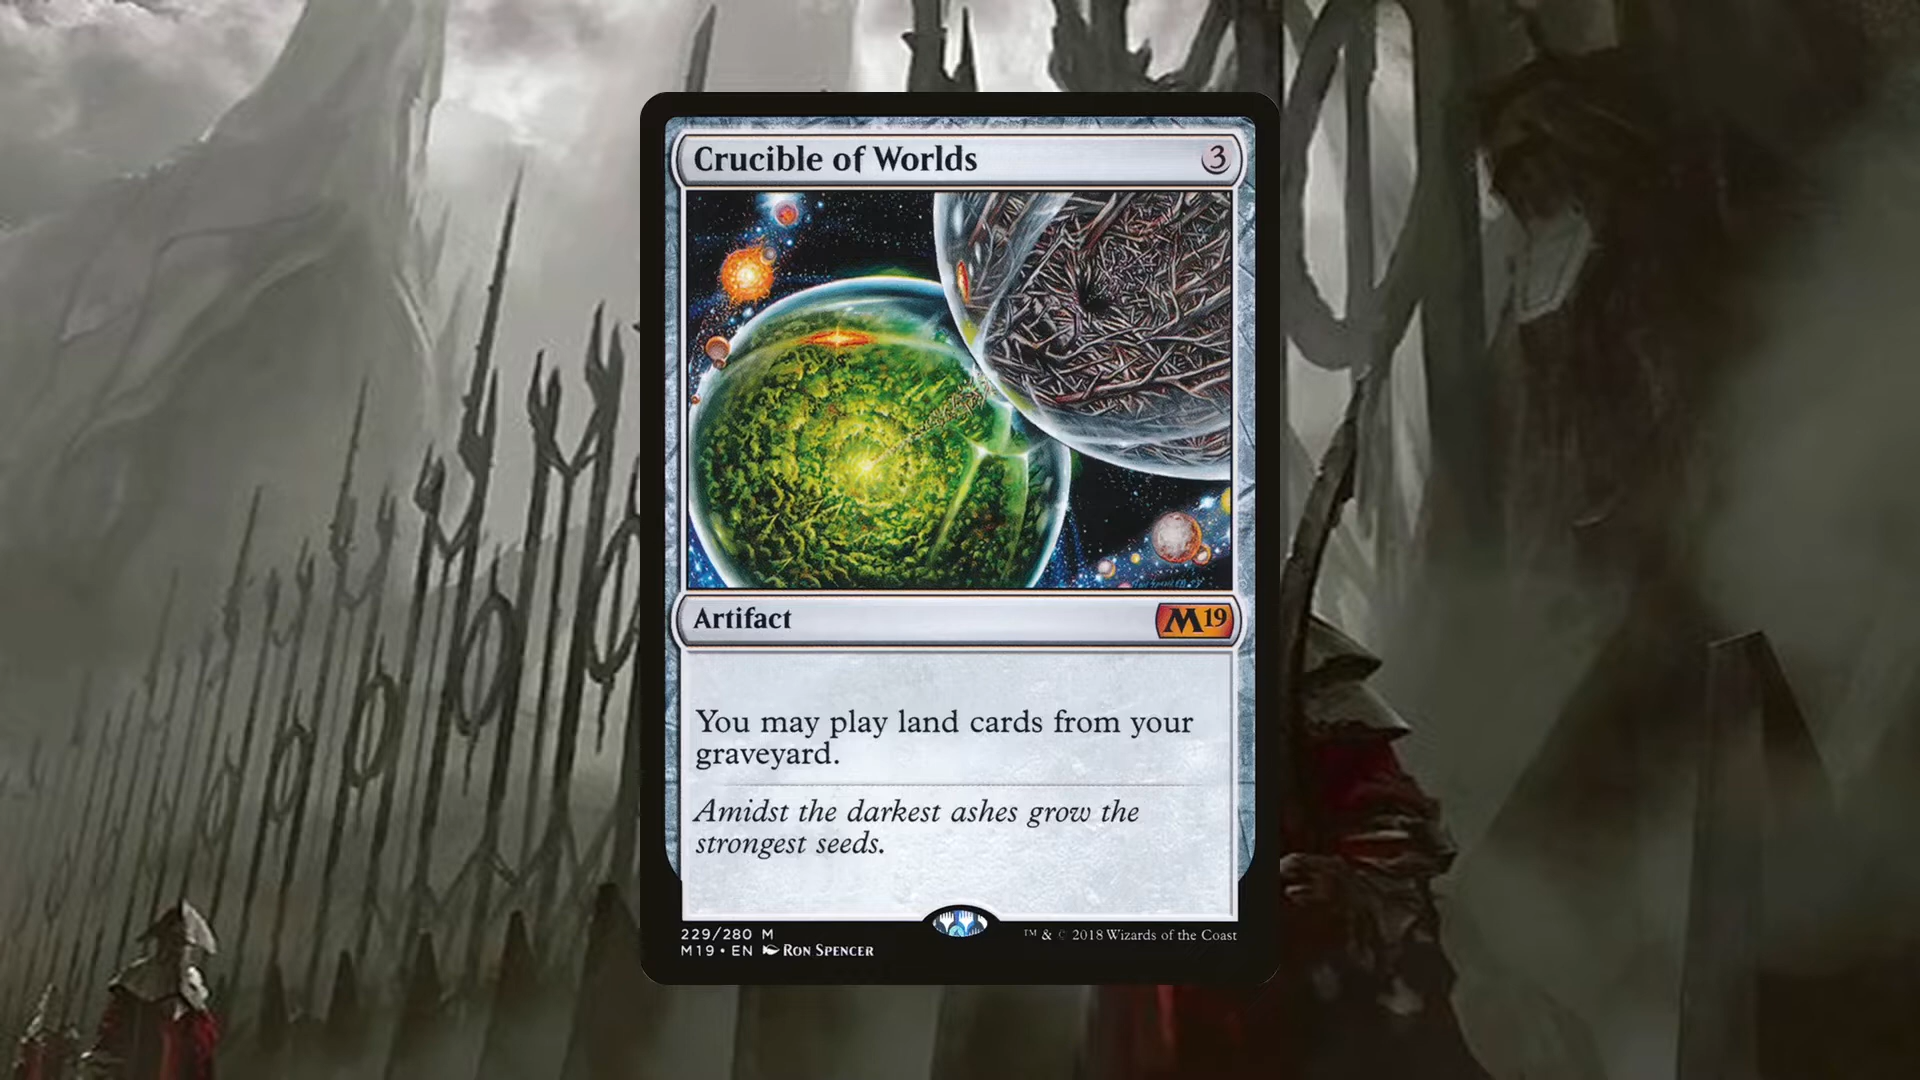 Crucible of Worlds 3
Artifact M19
You may play land cards from your
graveyard.
Amidst the darkest ashes grow the
strongest seeds.
229/280 M
M19 • EN Ron Spencer
™ & © 2018 Wizards of the Coast